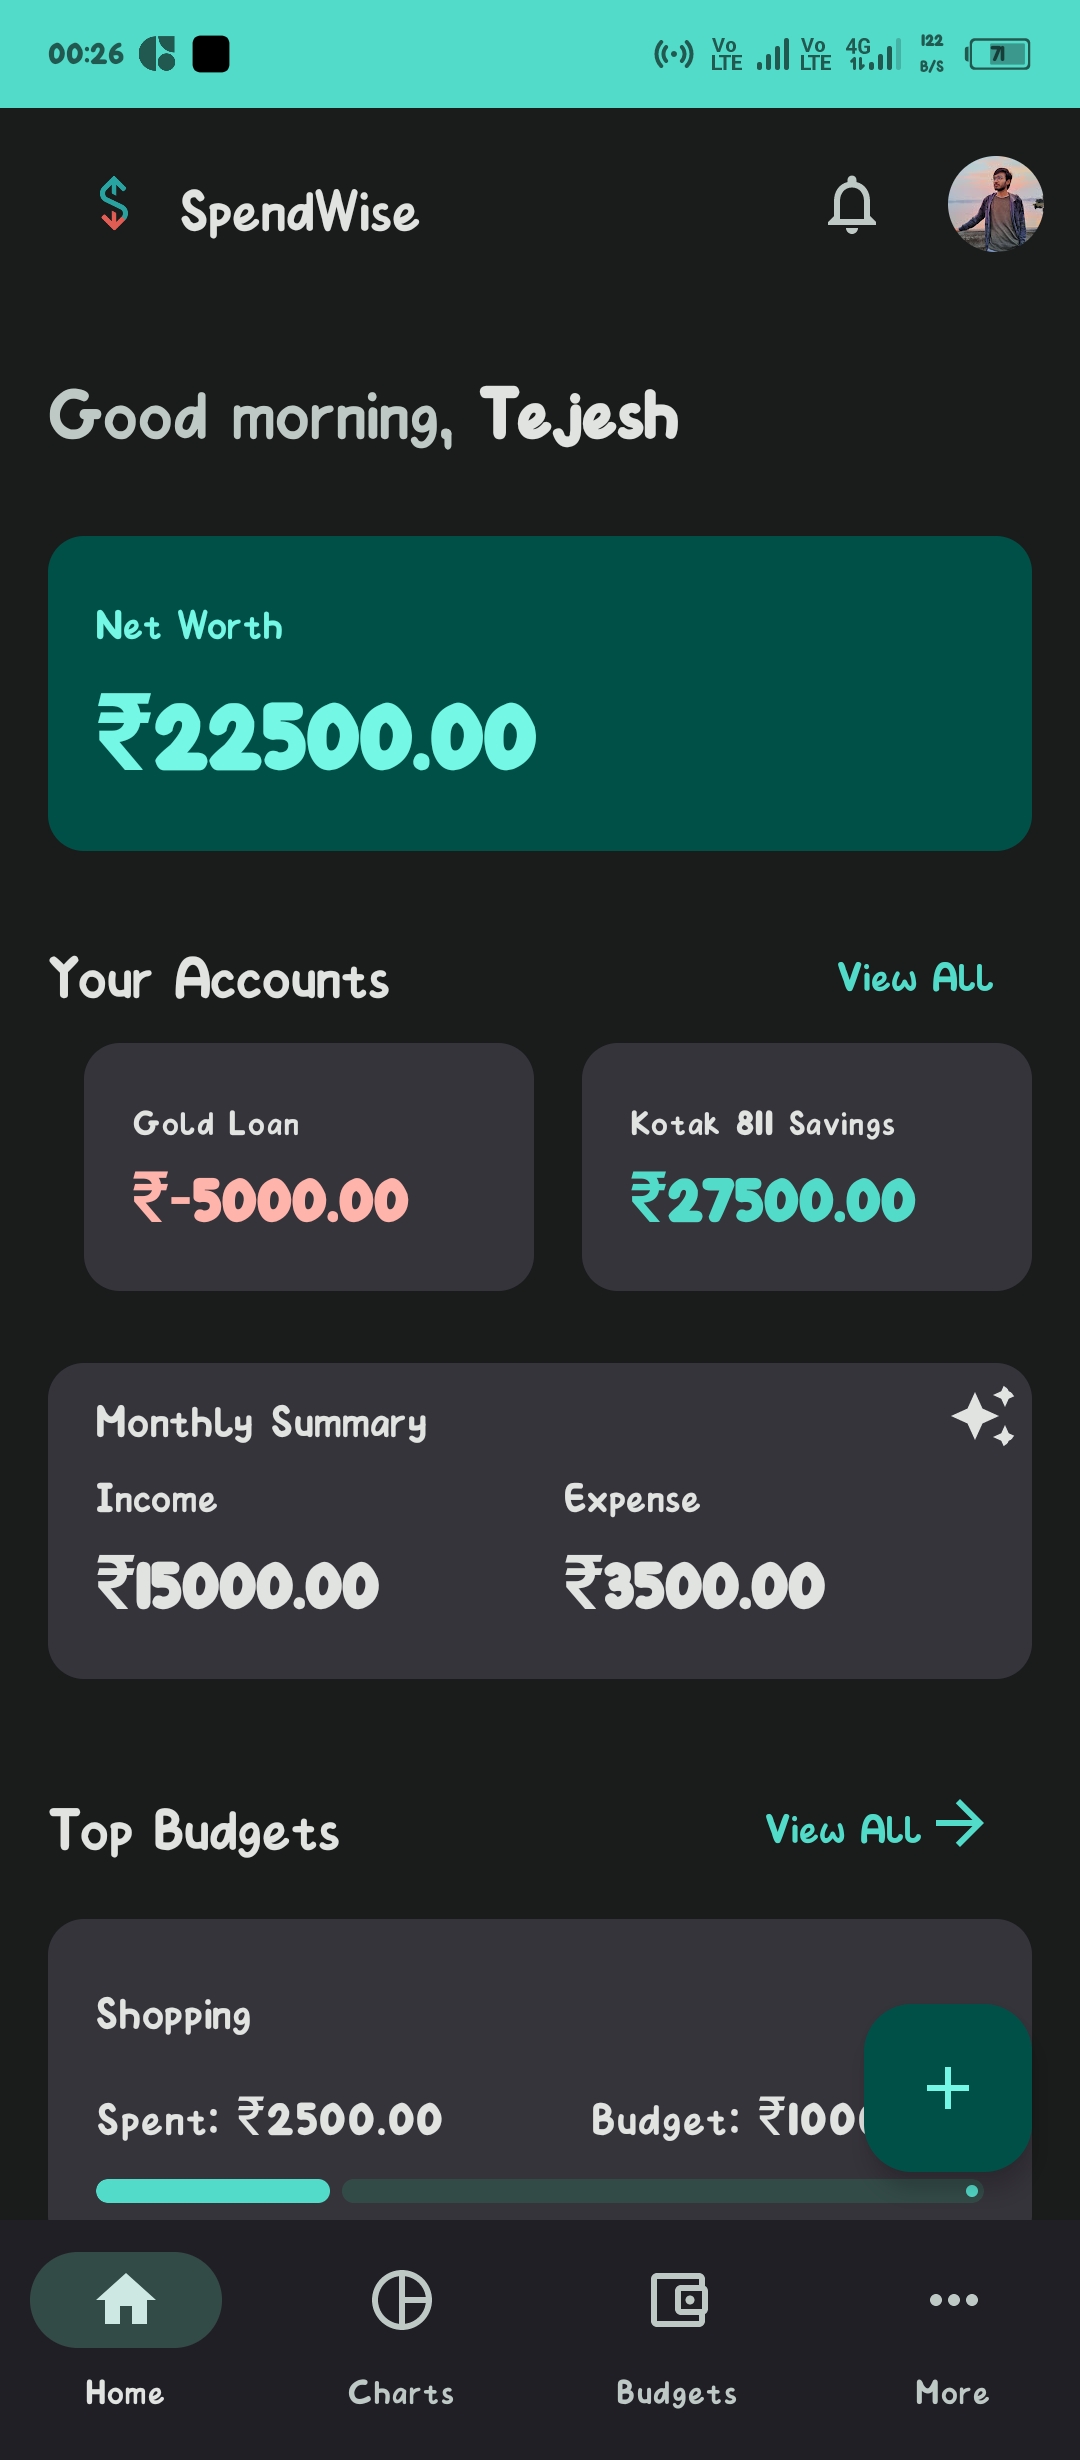 00:26 Vo LTE Vo LTE 4G 122 B/S 71
SpendWise
Good morning, Tejesh
Net Worth
₹22500.00
Your Accounts View All
Gold Loan Kotak 811 Savings
₹-5000.00 ₹27500.00
Monthly Summary
Income Expense
₹15000.00 ₹3500.00
Top Budgets View All
Shopping
Spent: ₹2500.00 Budget:
Home Charts Budgets More